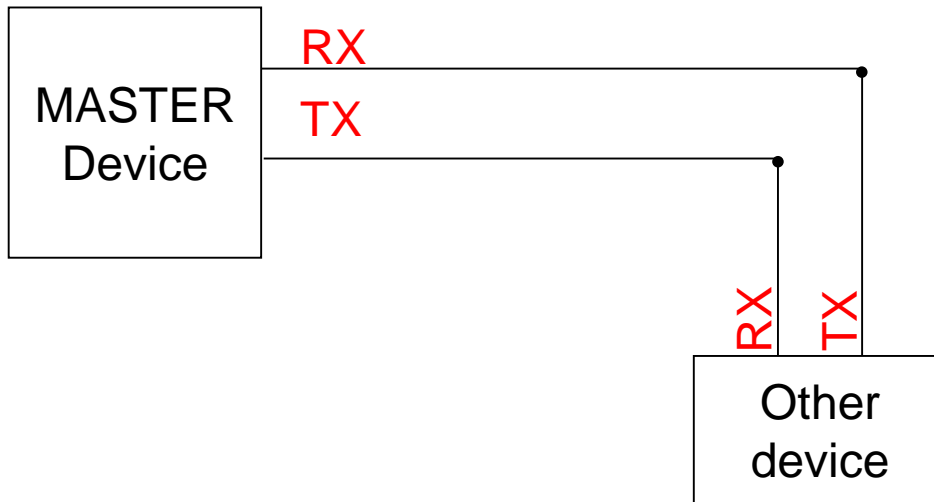 RX
MASTER
Device
TX
RX
TX
Other
device